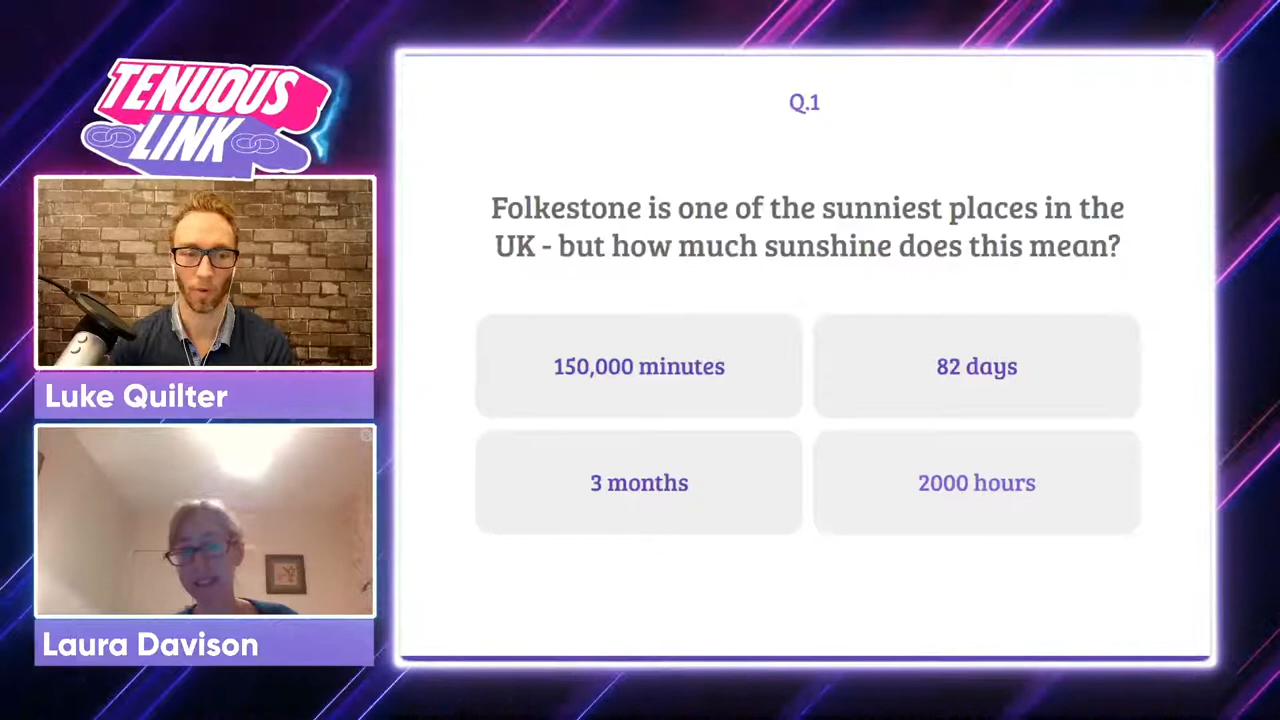 TENUOUS
LINK
Luke Quilter
Laura Davison
Q.1
Folkestone is one of the sunniest places in the
UK - but how much sunshine does this mean?
150,000 minutes
82 days
3 months
2000 hours